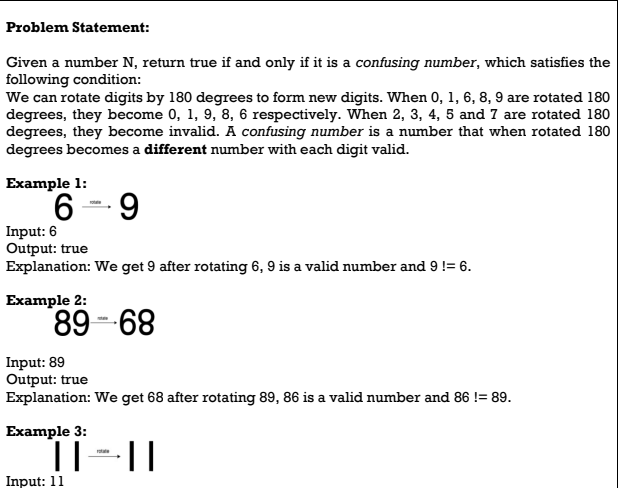 Problem Statement:
Given a number N, return true if and only if it is a confusing number, which satisfies the
following condition:
We can rotate digits by 180 degrees to form new digits. When 0, 1, 6, 8, 9 are rotated 180
degrees, they become 0, 1, 9, 8, 6 respectively. When 2, 3, 4, 5 and 7 are rotated 180
degrees, they become invalid. A confusing number is a number that when rotated 180
degrees becomes a different number with each digit valid.
Example 1:
6 rotate 9
Input: 6
Output: true
Explanation: We get 9 after rotating 6, 9 is a valid number and 9 != 6.
Example 2:
89 rotate 68
Input: 89
Output: true
Explanation: We get 68 after rotating 89, 86 is a valid number and 86 != 89.
Example 3:
11 rotate 11
Input: 11